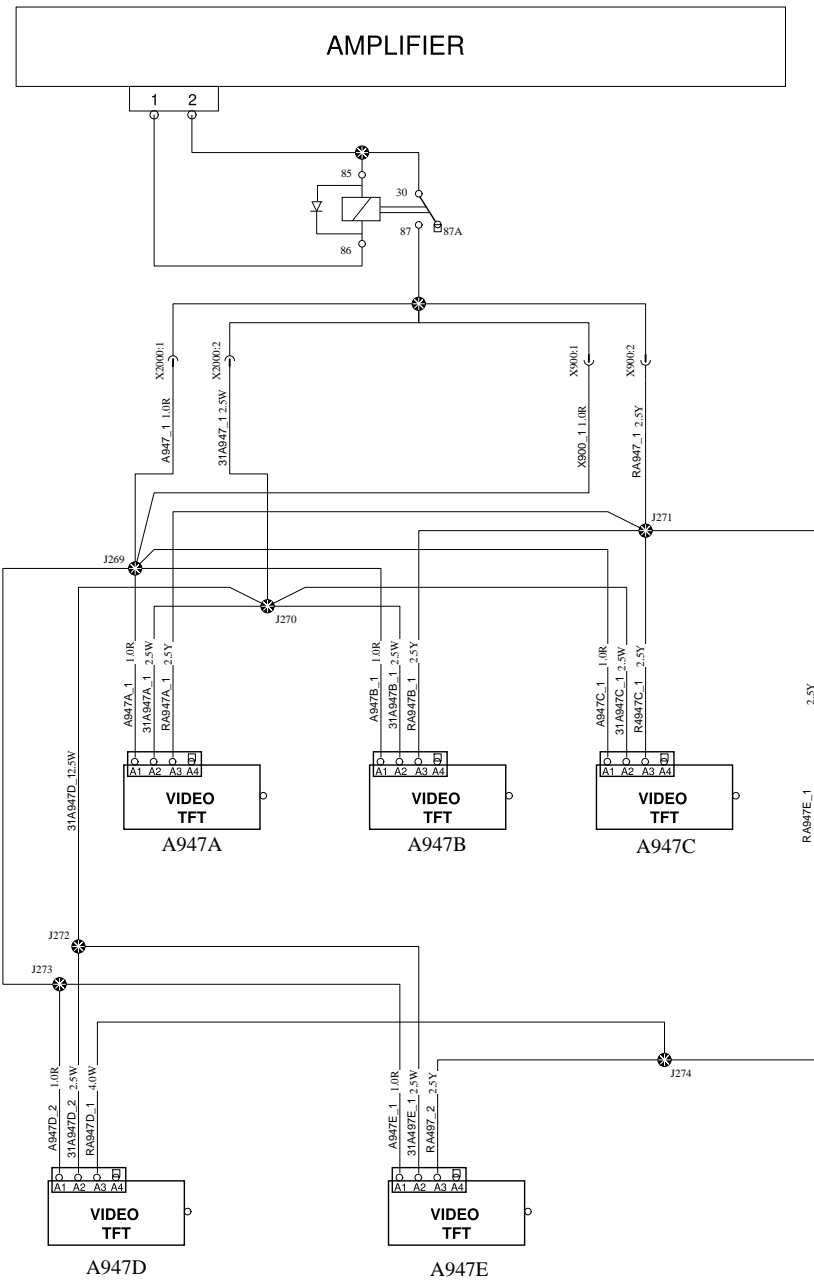 AMPLIFIER
1 2
85
30
87 87A
86
X2000:1
X2000:2
X900:1
X900:2
A947_1 1.0R
31A947_1 2.5W
X900_1 1.0R
RA947_1 2.5Y
J271
J269
J270
A947A_1 1.0R
31A947A_1 2.5W
RA947A_1 2.5Y
A947B_1 1.0R
31A947B_1 2.5W
RA947B_1 2.5Y
A947C_1 1.0R
31A947C_1 2.5W
R4947C_1 2.5Y
RA947E_1 2.5Y
31A947D_1 2.5W
A1 A2 A3 A4
VIDEO
TFT
A947A
A1 A2 A3 A4
VIDEO
TFT
A947B
A1 A2 A3 A4
VIDEO
TFT
A947C
J272
J273
J274
A947D_2 1.0R
31A947D_2 2.5W
RA947D_1 4.0W
A947E_1 1.0R
31A497E_1 2.5W
RA497_2 2.5Y
A1 A2 A3 A4
VIDEO
TFT
A947D
A1 A2 A3 A4
VIDEO
TFT
A947E